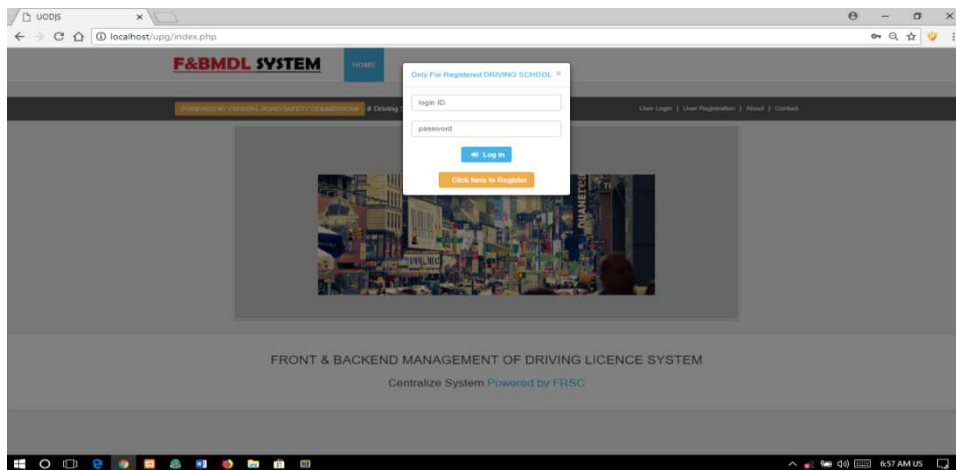 UODJS
localhost/upg/index.php
F&BMDL SYSTEM
HOME
Only For Registered DRIVING SCHOOL ×
POWERED BY FEDERAL ROAD SAFETY COMMISSION # Driving
User Login | User Registration | About | Contact
login ID
password
Log in
Click here to Register
FRONT & BACKEND MANAGEMENT OF DRIVING LICENCE SYSTEM
Centralize System Powered by FRSC
6:57 AM US